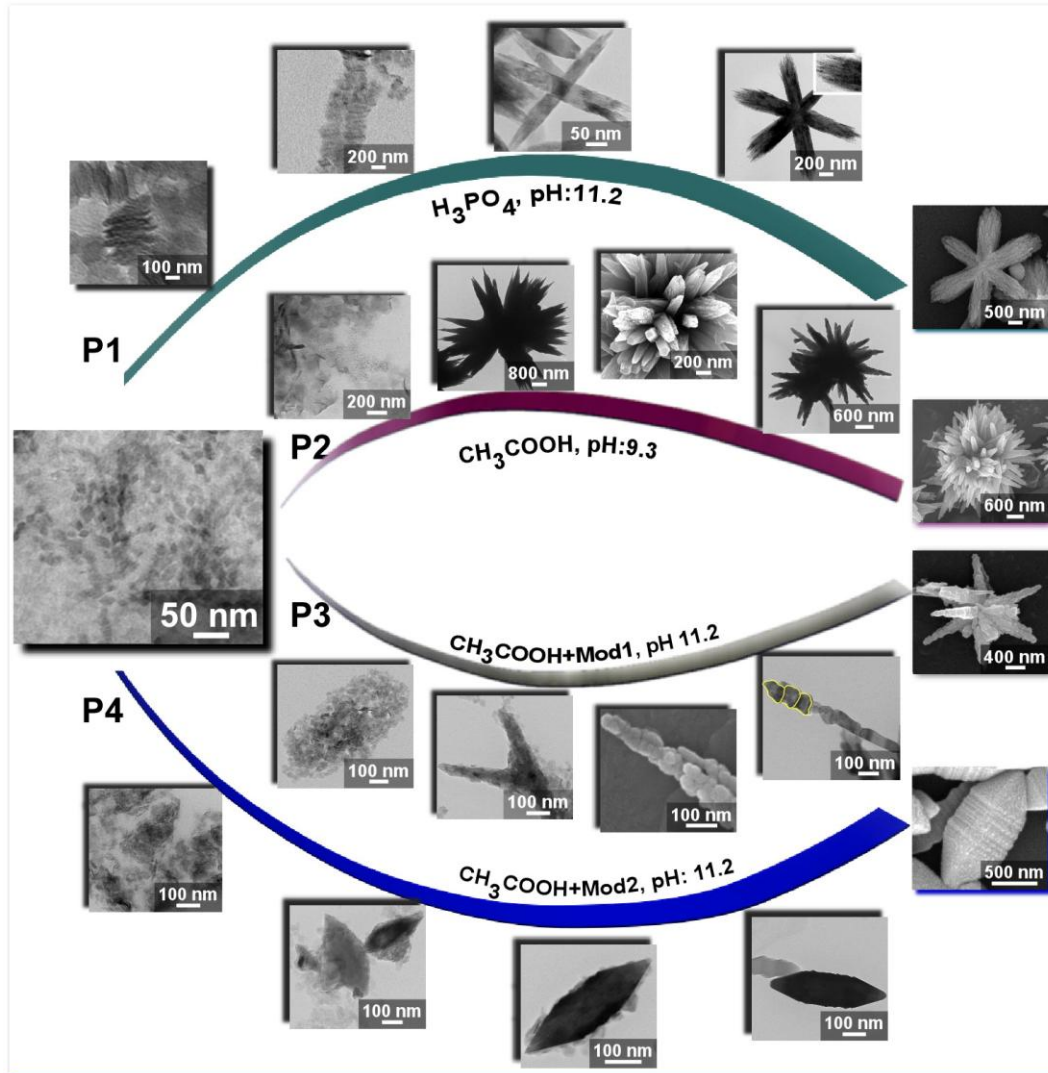 200 nm
50 nm
200 nm
H₃PO₄, pH:11.2
100 nm
500 nm
P1
200 nm
800 nm
200 nm
600 nm
P2
CH₃COOH, pH:9.3
600 nm
50 nm
P3
CH₃COOH+Mod1, pH 11.2
400 nm
P4
100 nm
100 nm
100 nm
100 nm
100 nm
500 nm
CH₃COOH+Mod2, pH: 11.2
100 nm
100 nm
100 nm